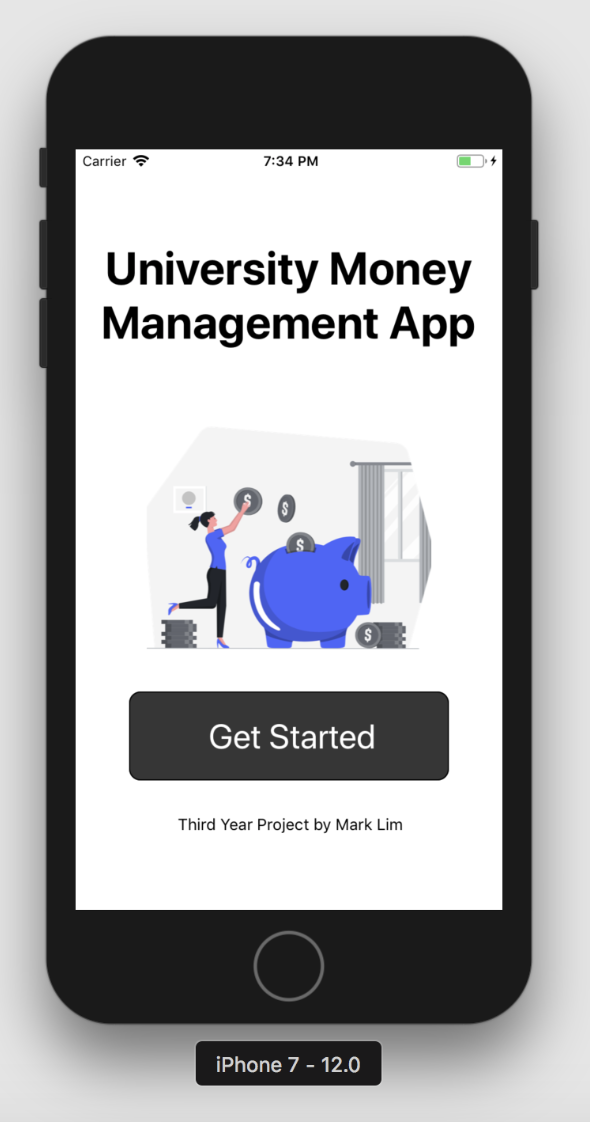 Carrier 7:34 PM
University Money
Management App
$
$
$
$
Get Started
Third Year Project by Mark Lim
iPhone 7 - 12.0